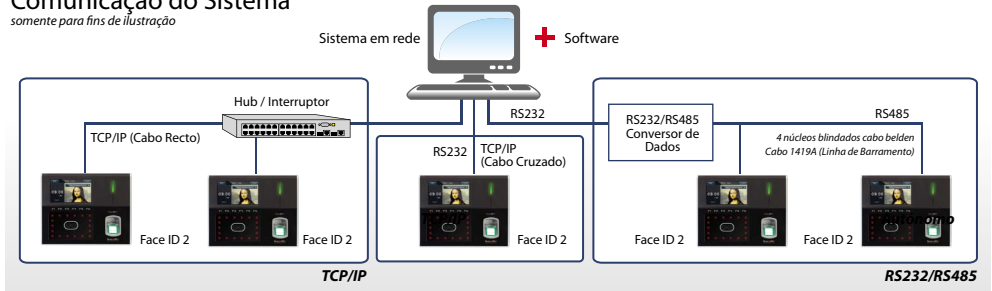 Comunicação do Sistema
somente para fins de ilustração
Sistema em rede
Software
Hub / Interruptor
TCP/IP (Cabo Recto)
RS232
RS232
TCP/IP
(Cabo Cruzado)
RS232/RS485
Conversor de
Dados
RS485
4 núcleos blindados cabo belden
Cabo 1419A (Linha de Barramento)
Face ID 2
Face ID 2
Face ID 2
Face ID 2
Face ID 2
TCP/IP
RS232/RS485